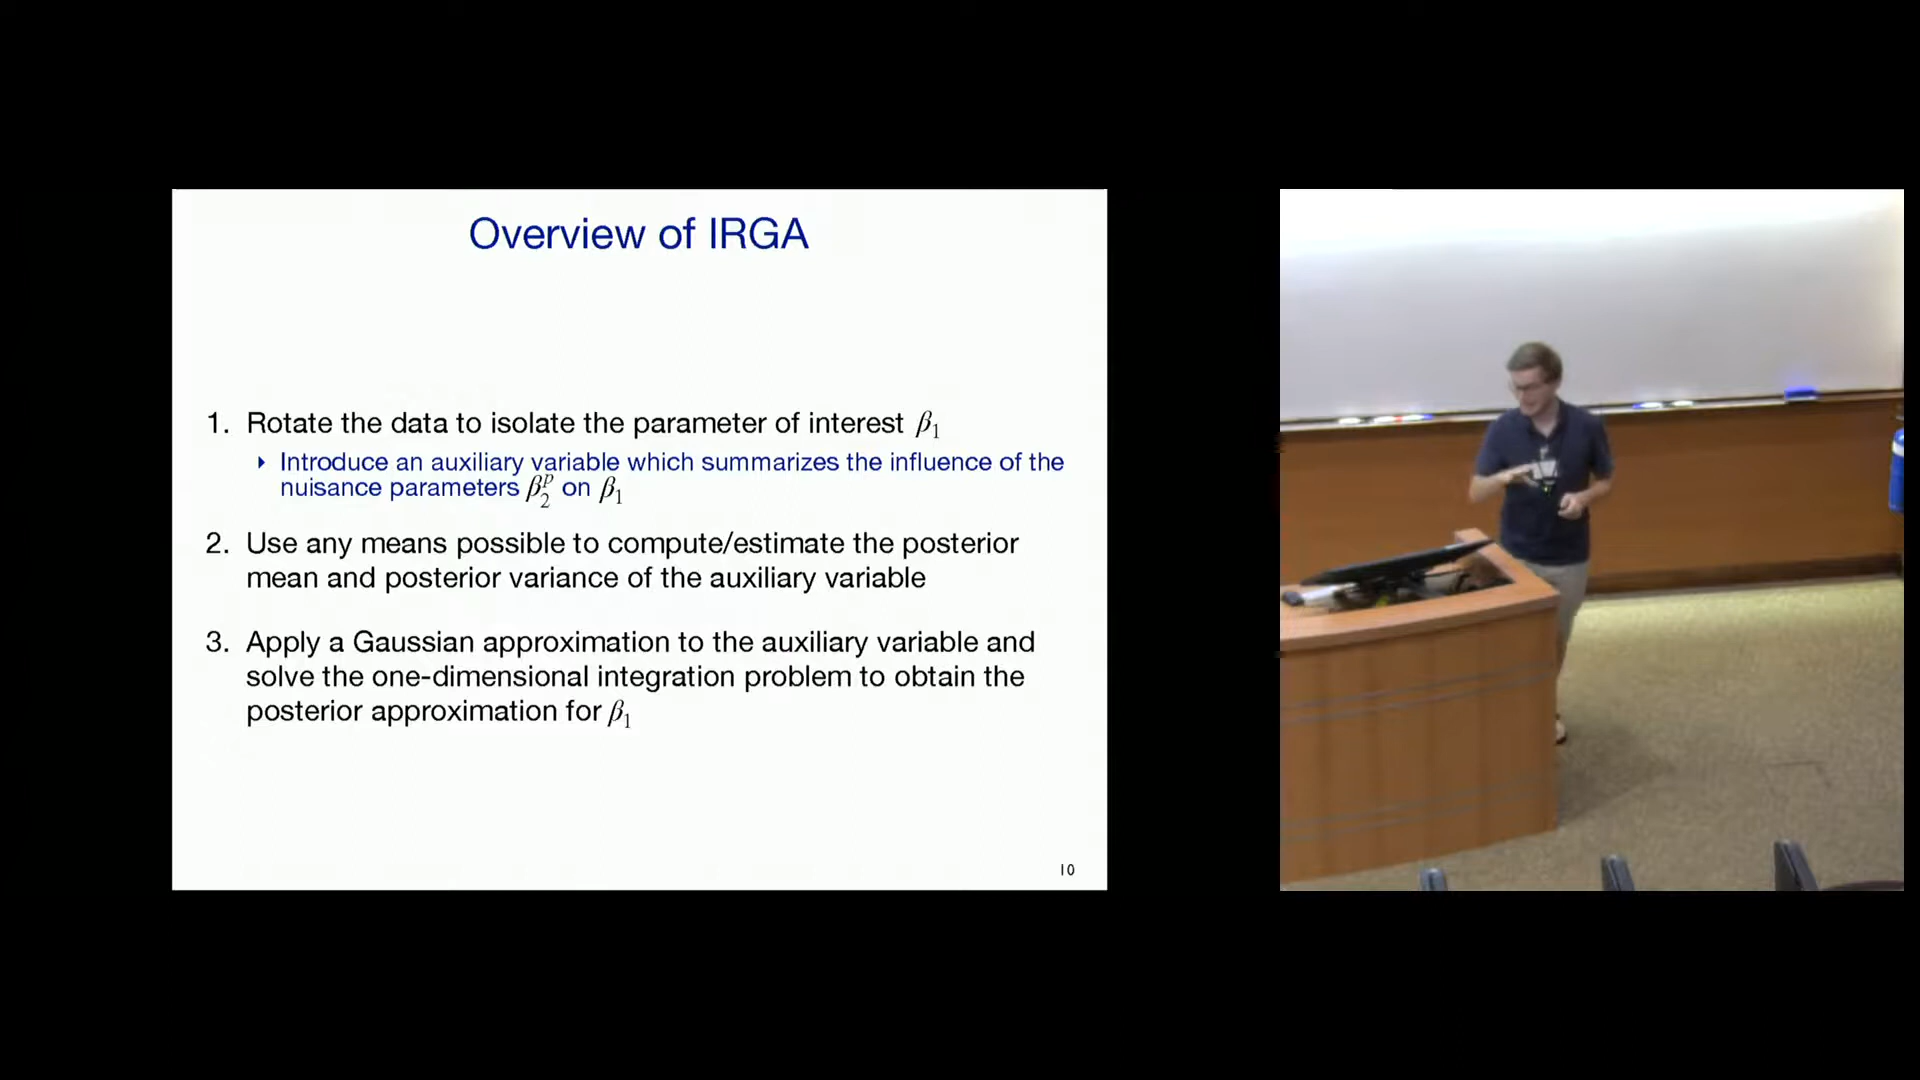 Overview of IRGA
1. Rotate the data to isolate the parameter of interest β₁
‣ Introduce an auxiliary variable which summarizes the influence of the
nuisance parameters β₂ᵖ on β₁
2. Use any means possible to compute/estimate the posterior
mean and posterior variance of the auxiliary variable
3. Apply a Gaussian approximation to the auxiliary variable and
solve the one-dimensional integration problem to obtain the
posterior approximation for β₁
10